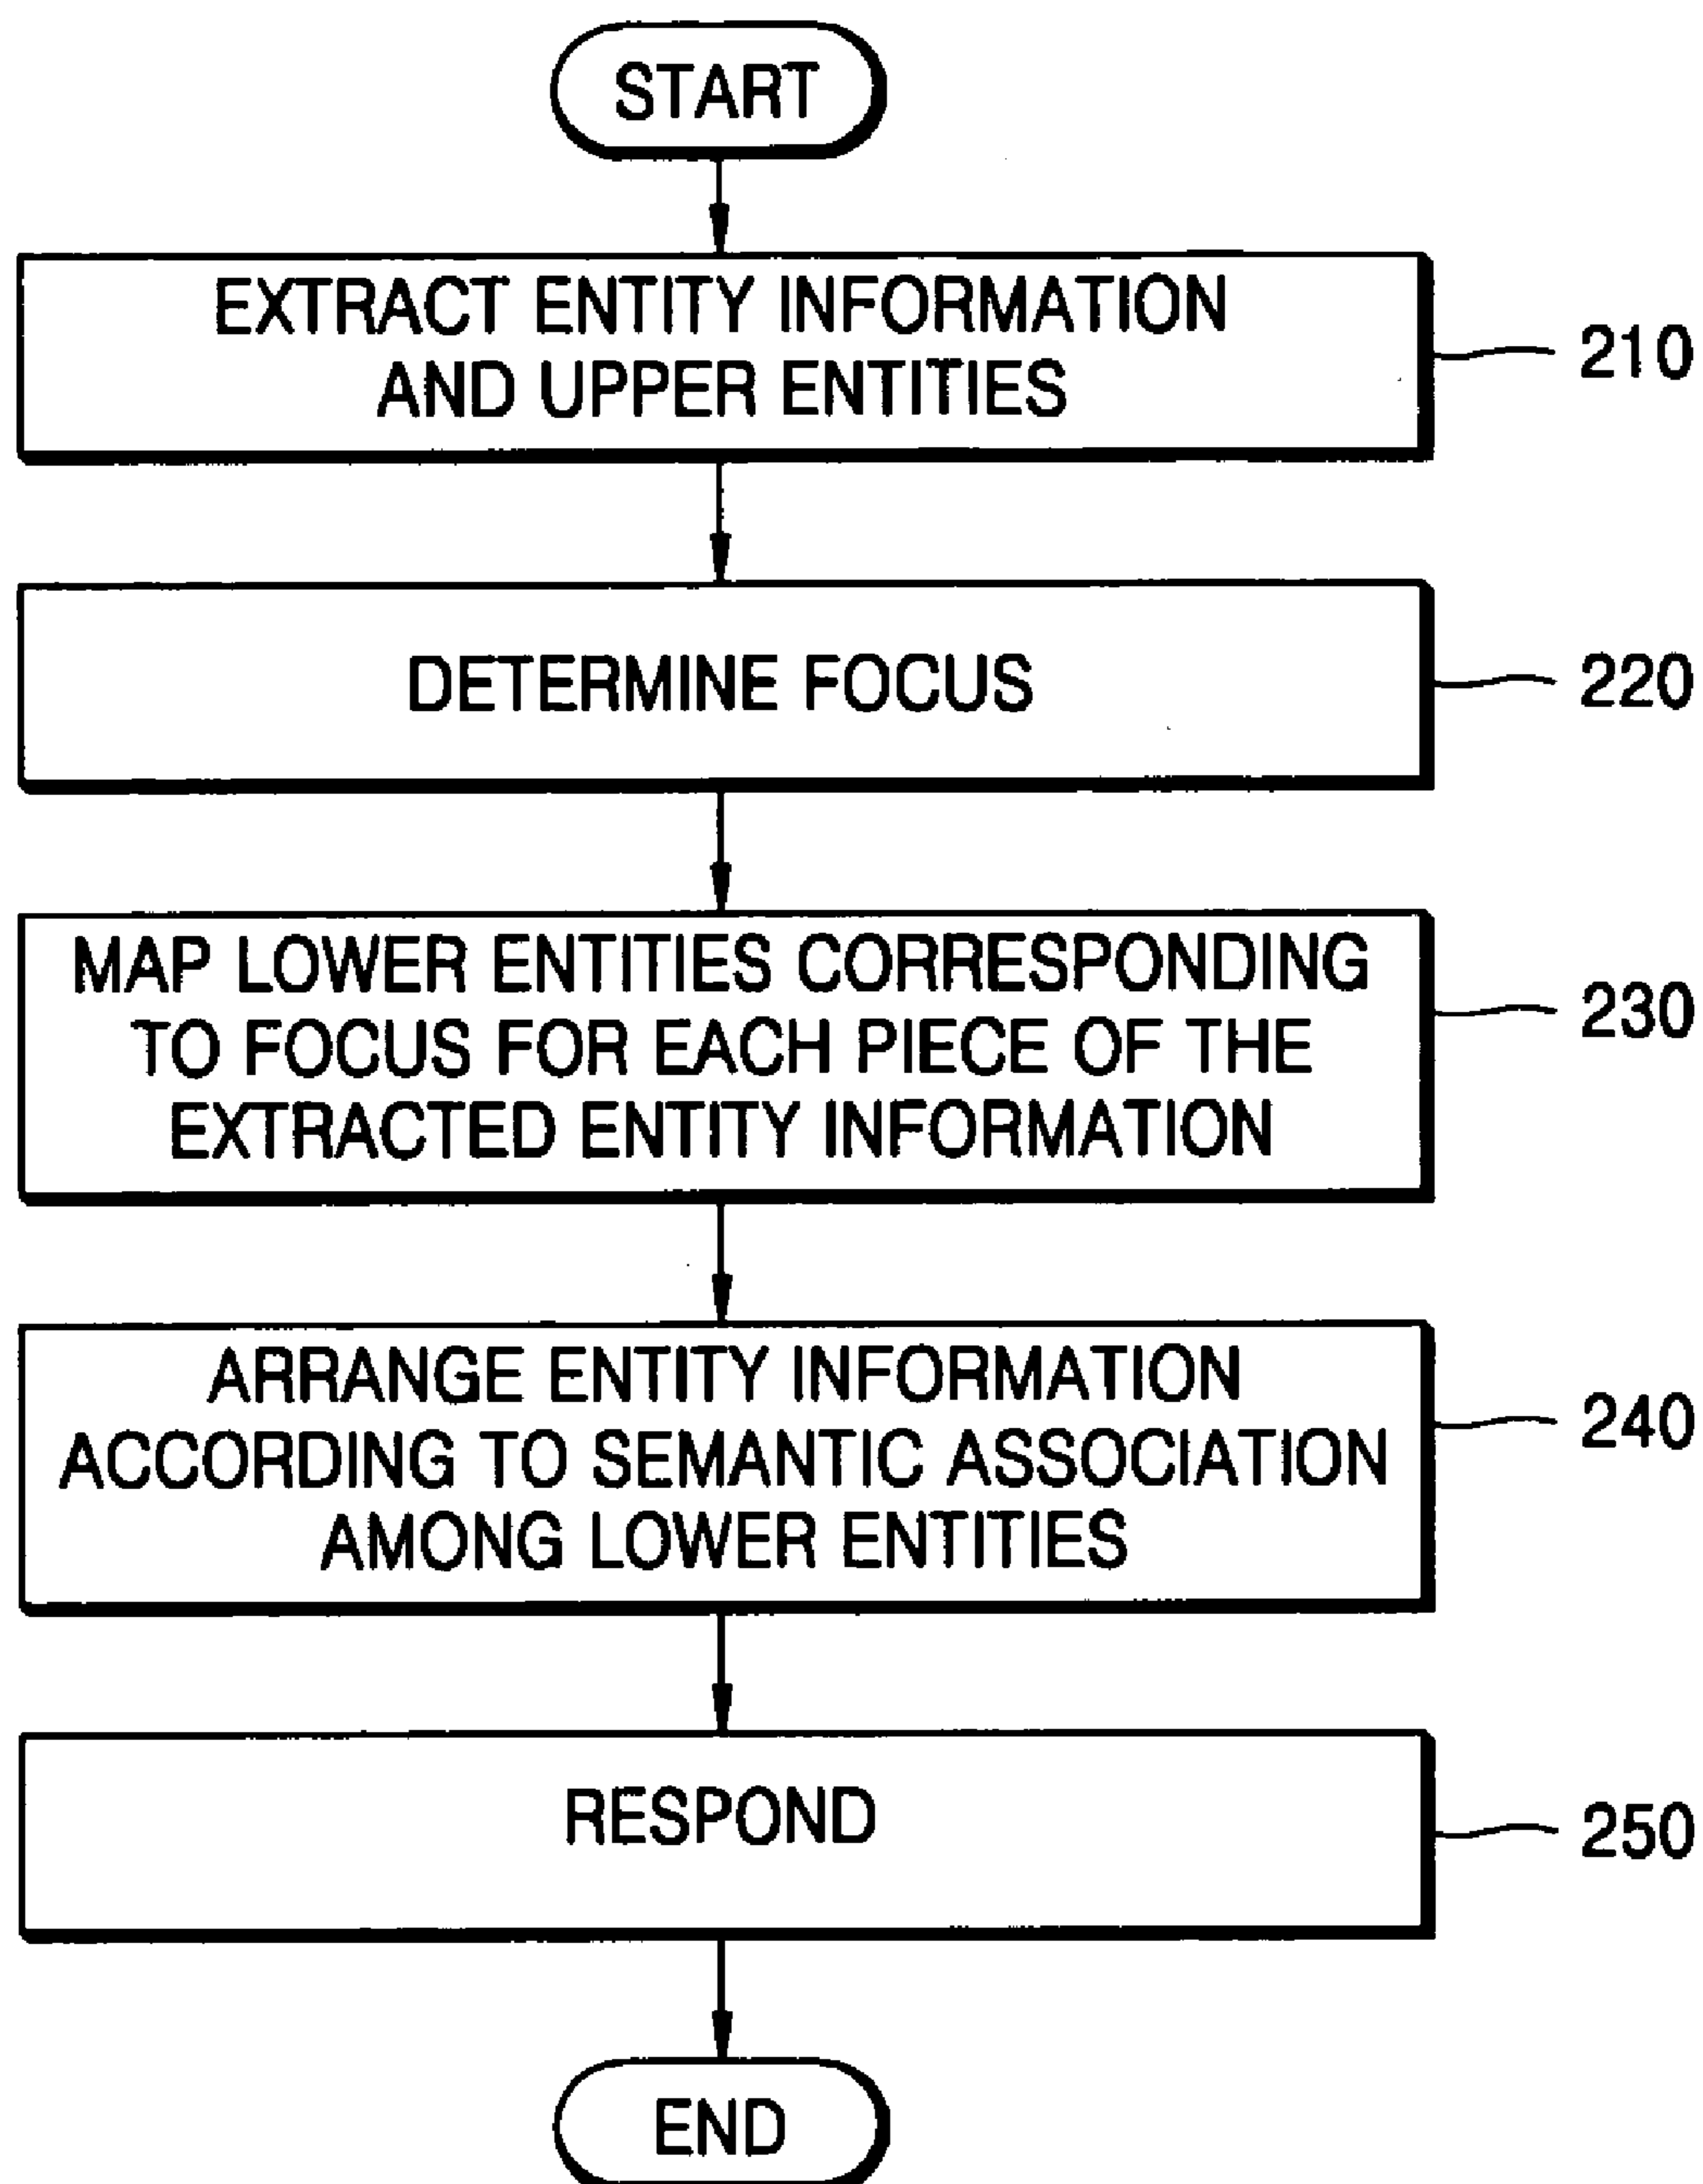 START
EXTRACT ENTITY INFORMATION
AND UPPER ENTITIES
210
DETERMINE FOCUS
220
MAP LOWER ENTITIES CORRESPONDING
TO FOCUS FOR EACH PIECE OF THE
EXTRACTED ENTITY INFORMATION
230
ARRANGE ENTITY INFORMATION
ACCORDING TO SEMANTIC ASSOCIATION
AMONG LOWER ENTITIES
240
RESPOND
250
END